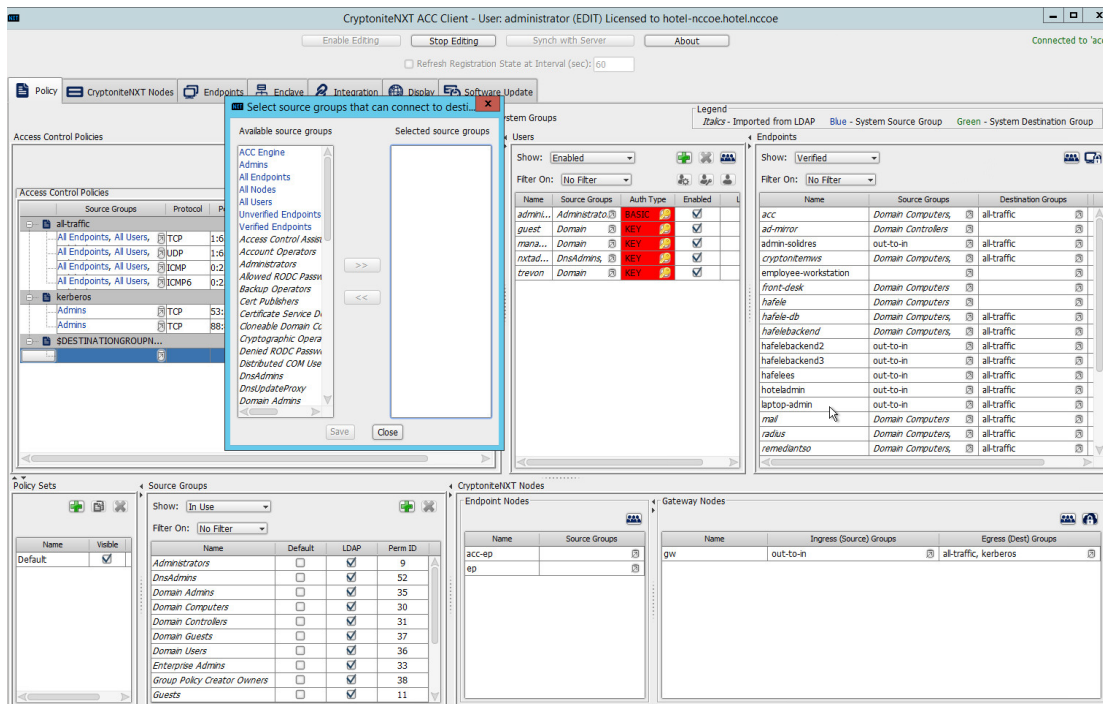 NXT
CryptoniteNXT ACC Client - User: administrator (EDIT) Licensed to hotel-nccoe.hotel.nccoe
Enable Editing Stop Editing Synch with Server About
Connected to 'acc
Refresh Registration State at Interval (sec): 60
Policy CryptoniteNXT Nodes Endpoints Enclave Integration Display Software Update
Legend
Italics - Imported from LDAP Blue - System Source Group Green - System Destination Group
Access Control Policies
Access Control Policies
Source Groups Protocol
all-traffic
All Endpoints, All Users, TCP 1:6
All Endpoints, All Users, UDP 1:6
All Endpoints, All Users, ICMP 0:2
All Endpoints, All Users, ICMP6 0:2
kerberos
Admins TCP 53:
Admins TCP 88:
$DESTINATIONGROUPN...
Select source groups that can connect to desti...
Available source groups Selected source groups
ACC Engine
Admins
All Endpoints
All Nodes
All Users
Unverified Endpoints
Verified Endpoints
Access Control Assist
Account Operators
Administrators
Allowed RODC Passw
Backup Operators
Cert Publishers
Certificate Service D
Cloneable Domain Co
Cryptographic Opera
Denied RODC Passw
Distributed COM Use
DnsAdmins
DnsUpdateProxy
Domain Admins
>>
<<
Save Close
stem Groups
Users
Show: Enabled
Filter On: No Filter
Name Source Groups Auth Type Enabled L
admini... Administrato... BASIC
guest Domain KEY
mana... Domain KEY
nxtad... DnsAdmins, KEY
trevon Domain KEY
Endpoints
Show: Verified
Filter On: No Filter
Name Source Groups Destination Groups
acc Domain Computers, all-traffic
ad-mirror Domain Controllers
admin-solidres out-to-in all-traffic
cryptonitemws Domain Computers, all-traffic
employee-workstation
front-desk Domain Computers
hafele Domain Computers
hafele-db Domain Computers, all-traffic
hafelebackend Domain Computers, all-traffic
hafelebackend2 out-to-in all-traffic
hafelebackend3 out-to-in all-traffic
hafelees out-to-in all-traffic
hoteladmin out-to-in all-traffic
laptop-admin out-to-in all-traffic
mail Domain Computers, all-traffic
radius Domain Computers, all-traffic
remediantso Domain Computers, all-traffic
Policy Sets
Name Visible
Default
Source Groups
Show: In Use
Filter On: No Filter
Name Default LDAP Perm ID
Administrators 9
DnsAdmins 52
Domain Admins 35
Domain Computers 30
Domain Controllers 31
Domain Guests 37
Domain Users 36
Enterprise Admins 33
Group Policy Creator Owners 38
Guests 11
CryptoniteNXT Nodes
Endpoint Nodes
Name Source Groups
acc-ep
ep
Gateway Nodes
Name Ingress (Source) Groups Egress (Dest) Groups
gw out-to-in all-traffic, kerberos